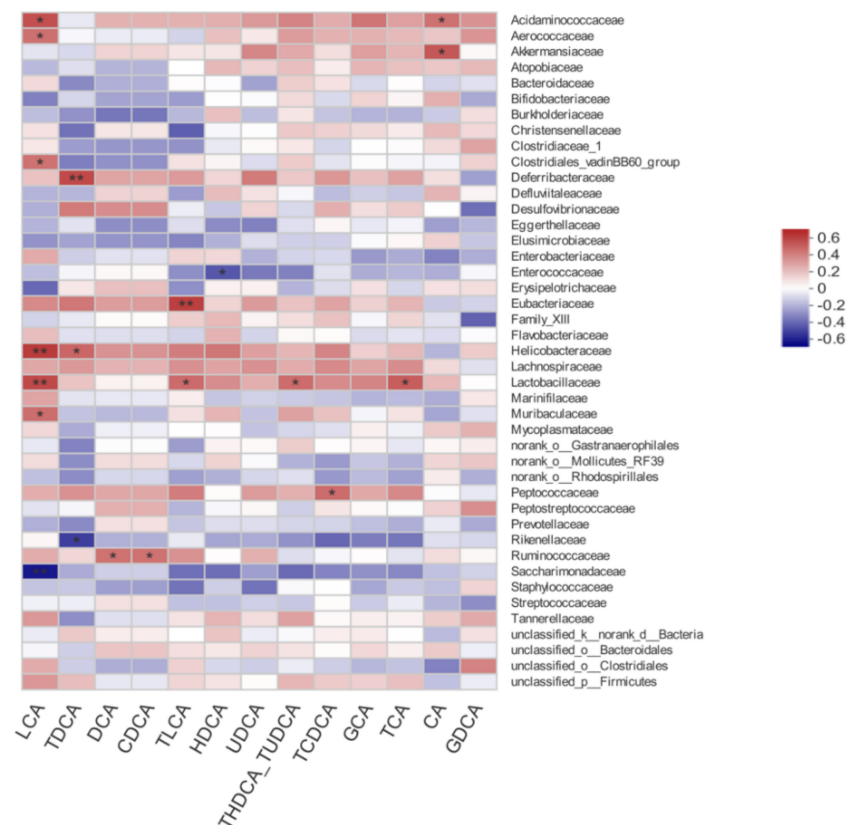 Acidaminococcaceae
Aerococcaceae
Akkermansiaceae
Atopobiaceae
Bacteroidaceae
Bifidobacteriaceae
Burkholderiaceae
Christensenellaceae
Clostridiaceae_1
Clostridiales_vadinBB60_group
Deferribacteraceae
Defluviitaleaceae
Desulfovibrionaceae
Eggerthellaceae
Elusimicrobiaceae
Enterobacteriaceae
Enterococcaceae
Erysipelotrichaceae
Eubacteriaceae
Family_XIII
Flavobacteriaceae
Helicobacteraceae
Lachnospiraceae
Lactobacillaceae
Marinifilaceae
Muribaculaceae
Mycoplasmataceae
norank_o__Gastranaerophilales
norank_o__Mollicutes_RF39
norank_o__Rhodospirillales
Peptococcaceae
Peptostreptococcaceae
Prevotellaceae
Rikenellaceae
Ruminococcaceae
Saccharimonadaceae
Staphylococcaceae
Streptococcaceae
Tannerellaceae
unclassified_k__norank_d__Bacteria
unclassified_o__Bacteroidales
unclassified_o__Clostridiales
unclassified_p__Firmicutes
0.6
0.4
0.2
0
-0.2
-0.4
-0.6
LCA
TDCA
DCA
CDCA
TLCA
HDCA
UDCA
THDCA_TUDCA
TCDCA
GCA
TCA
CA
GDCA